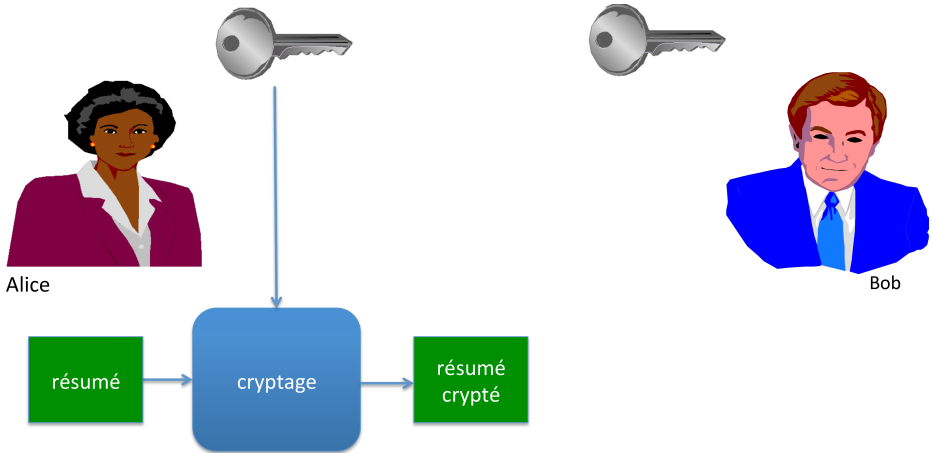 Alice
Bob
résumé
cryptage
résumé
crypté